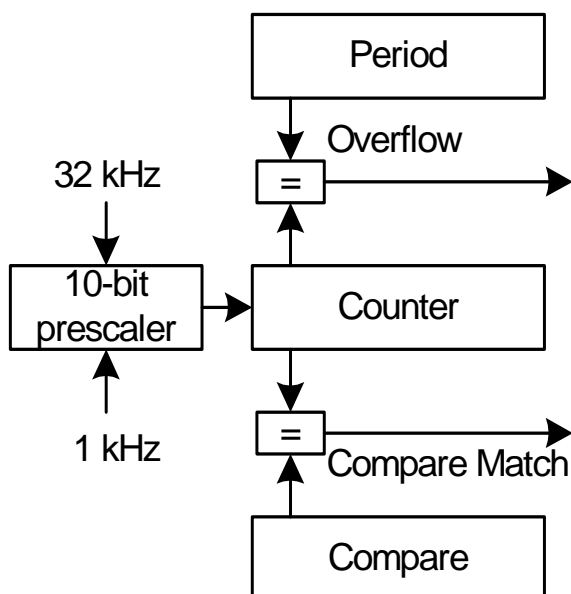 Period
Overflow
=
32 kHz
10-bit
prescaler
Counter
1 kHz
=
Compare Match
Compare